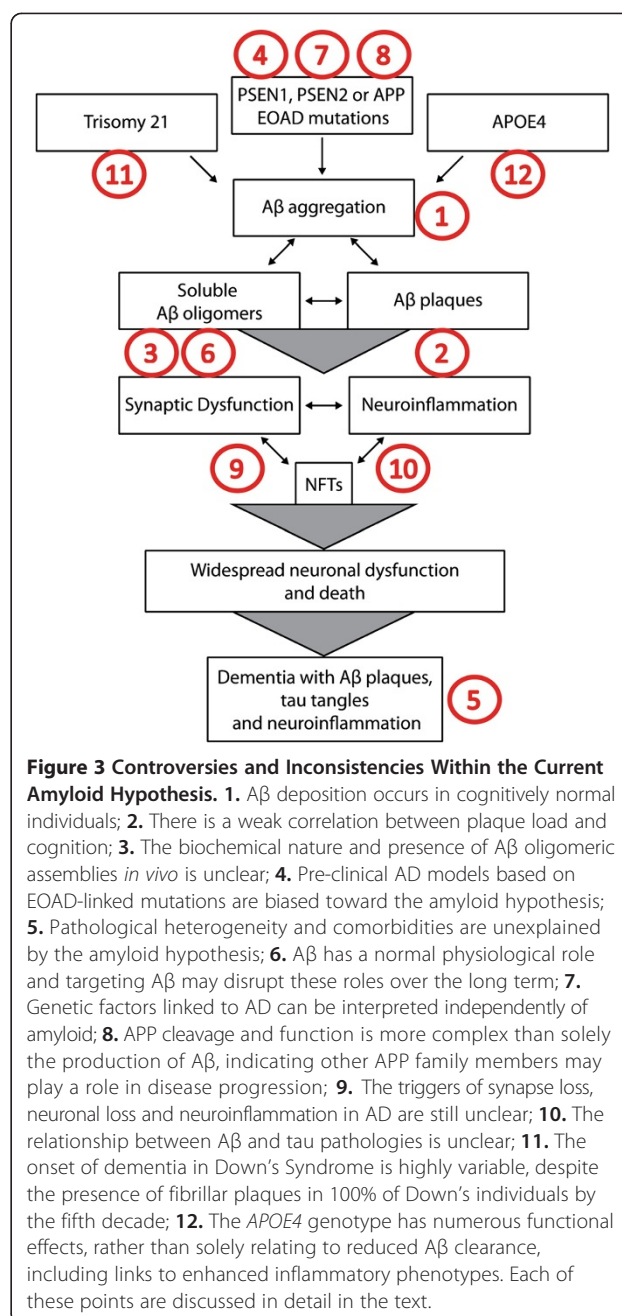 4 7 8
PSEN1, PSEN2 or APP
EOAD mutations
Trisomy 21
APOE4
11
12
Aβ aggregation
1
Soluble
Aβ oligomers
Aβ plaques
3 6
2
Synaptic Dysfunction
Neuroinflammation
9
10
NFTs
Widespread neuronal dysfunction
and death
Dementia with Aβ plaques,
tau tangles
and neuroinflammation
5
Figure 3 Controversies and Inconsistencies Within the Current
Amyloid Hypothesis. 1. Aβ deposition occurs in cognitively normal
individuals; 2. There is a weak correlation between plaque load and
cognition; 3. The biochemical nature and presence of Aβ oligomeric
assemblies in vivo is unclear; 4. Pre-clinical AD models based on
EOAD-linked mutations are biased toward the amyloid hypothesis;
5. Pathological heterogeneity and comorbidities are unexplained
by the amyloid hypothesis; 6. Aβ has a normal physiological role
and targeting Aβ may disrupt these roles over the long term; 7.
Genetic factors linked to AD can be interpreted independently of
amyloid; 8. APP cleavage and function is more complex than solely
the production of Aβ, indicating other APP family members may
play a role in disease progression; 9. The triggers of synapse loss,
neuronal loss and neuroinflammation in AD are still unclear; 10. The
relationship between Aβ and tau pathologies is unclear; 11. The
onset of dementia in Down's Syndrome is highly variable, despite
the presence of fibrillar plaques in 100% of Down's individuals by
the fifth decade; 12. The APOE4 genotype has numerous functional
effects, rather than solely relating to reduced Aβ clearance,
including links to enhanced inflammatory phenotypes. Each of
these points are discussed in detail in the text.